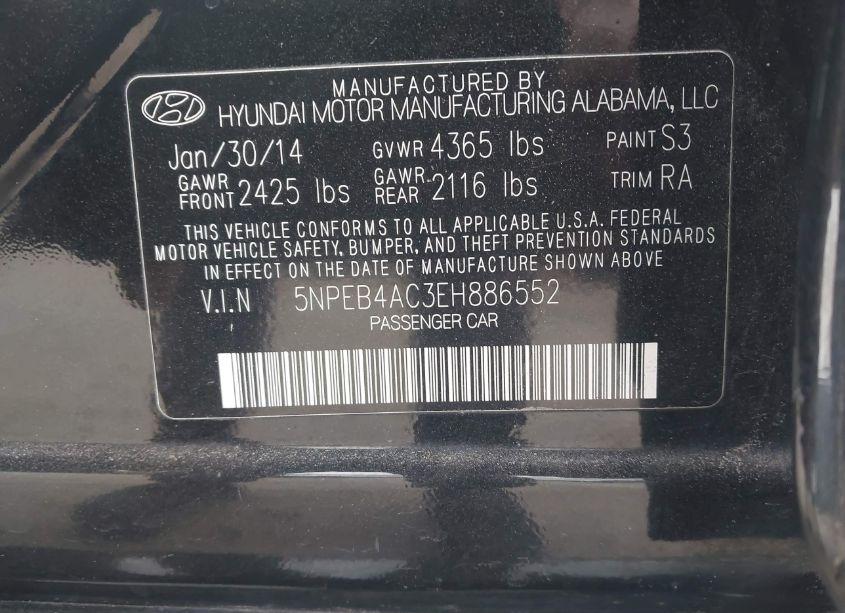 MANUFACTURED BY
HYUNDAI MOTOR MANUFACTURING ALABAMA, LLC
Jan/30/14 GVWR 4365 lbs PAINT S3
GAWR FRONT 2425 lbs GAWR. REAR 2116 lbs TRIM RA
THIS VEHICLE CONFORMS TO ALL APPLICABLE U.S.A. FEDERAL
MOTOR VEHICLE SAFETY, BUMPER, AND THEFT PREVENTION STANDARDS
IN EFFECT ON THE DATE OF MANUFACTURE SHOWN ABOVE
V.I.N 5NPEB4AC3EH886552
PASSENGER CAR